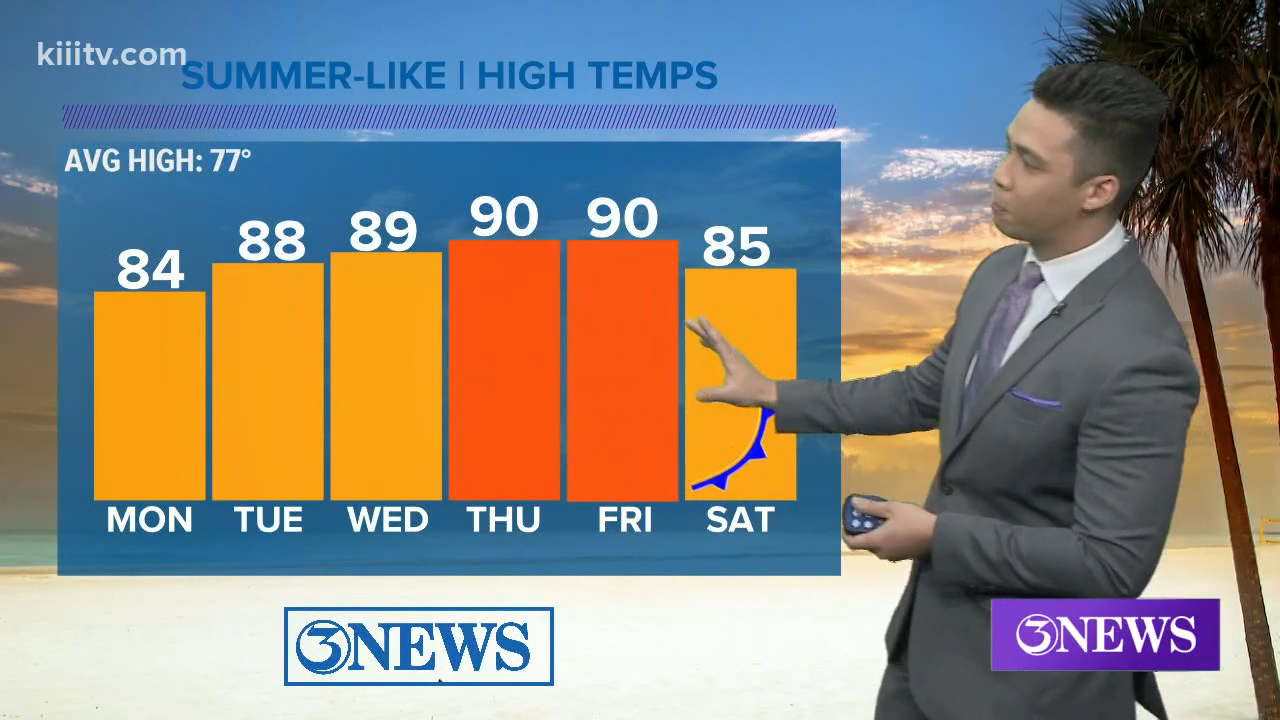 kiiitv.com
SUMMER-LIKE | HIGH TEMPS
AVG HIGH: 77°
84 88 89 90 90 85
MON TUE WED THU FRI SAT
3NEWS
3NEWS